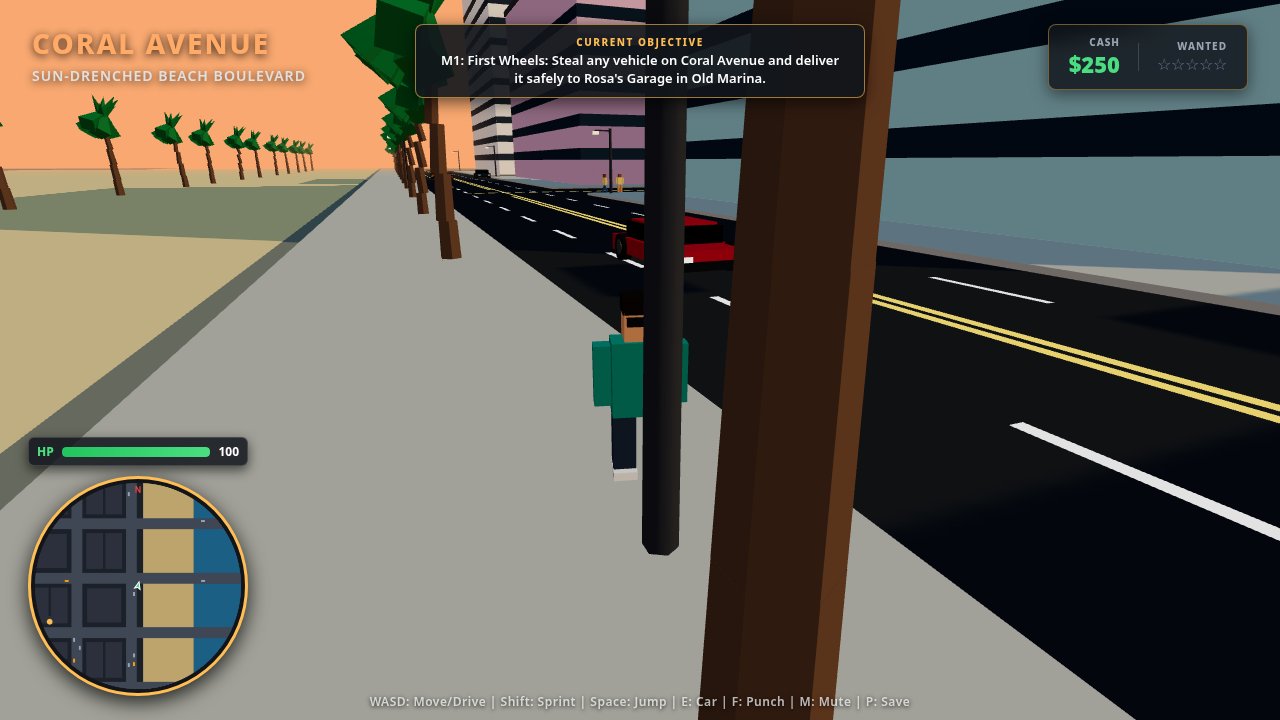 CORAL AVENUE
SUN-DRENCHED BEACH BOULEVARD
CURRENT OBJECTIVE
M1: First Wheels: Steal any vehicle on Coral Avenue and deliver
it safely to Rosa's Garage in Old Marina.
CASH
$250
WANTED
☆☆☆☆☆
HP
100
N
WASD: Move/Drive | Shift: Sprint | Space: Jump | E: Car | F: Punch | M: Mute | P: Save